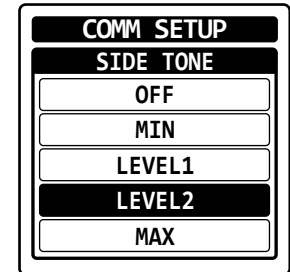 COMM SETUP
SIDE TONE
OFF
MIN
LEVEL1
LEVEL2
MAX